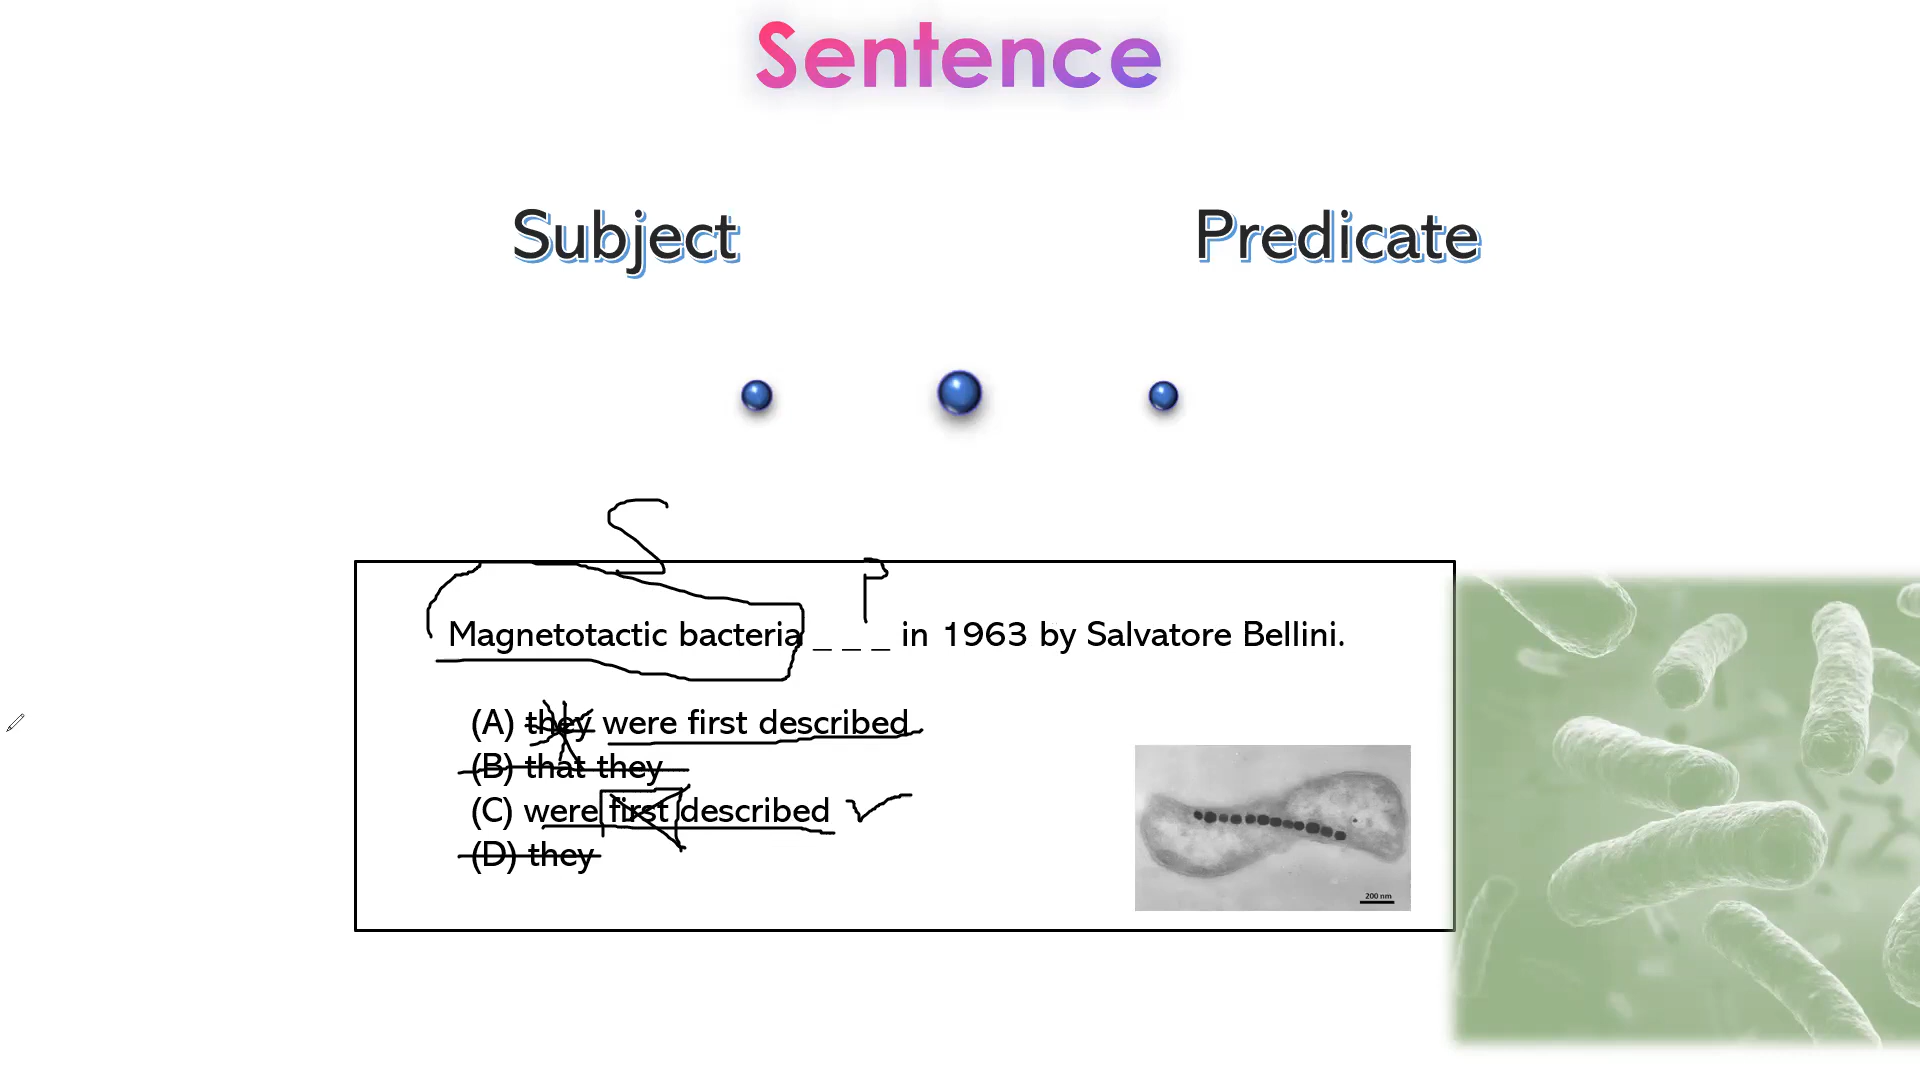 Sentence
Subject Predicate
S
P
Magnetotactic bacteria _ _ _ in 1963 by Salvatore Bellini.
(A) they were first described
(B) that they
(C) were first described
(D) they
200 nm